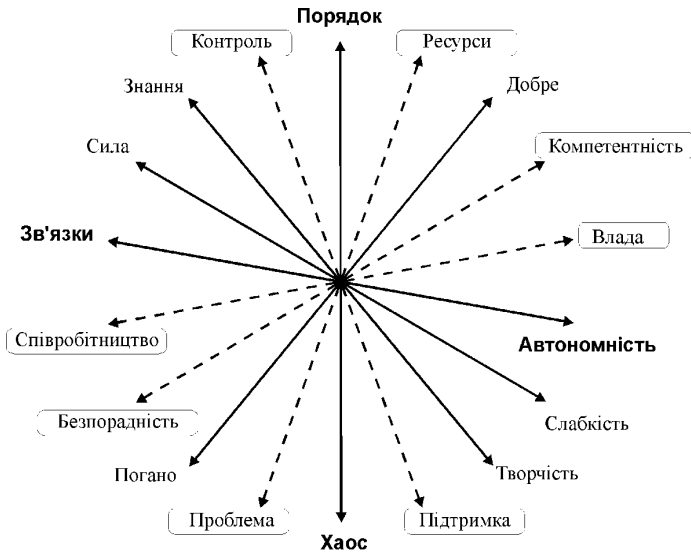 Порядок
Контроль
Ресурси
Знання
Добре
Сила
Компетентність
Зв'язки
Влада
Співробітництво
Автономність
Безпорадність
Слабкість
Погано
Творчість
Проблема
Підтримка
Хаос